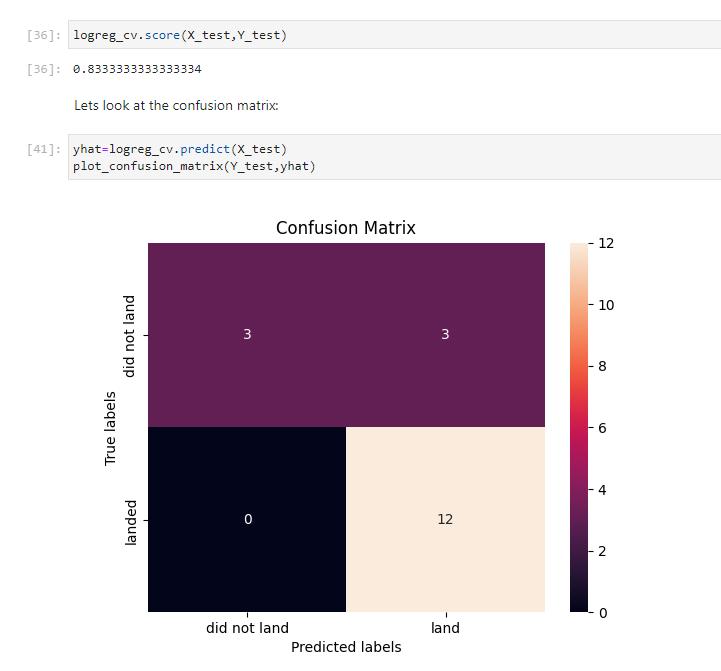 [36]: logreg_cv.score(X_test,Y_test)
[36]: 0.8333333333333334
Lets look at the confusion matrix:
[41]: yhat=logreg_cv.predict(X_test)
plot_confusion_matrix(Y_test,yhat)
Confusion Matrix
True labels
did not land
3 3
landed
0 12
did not land land
Predicted labels
12
10
8
6
4
2
0